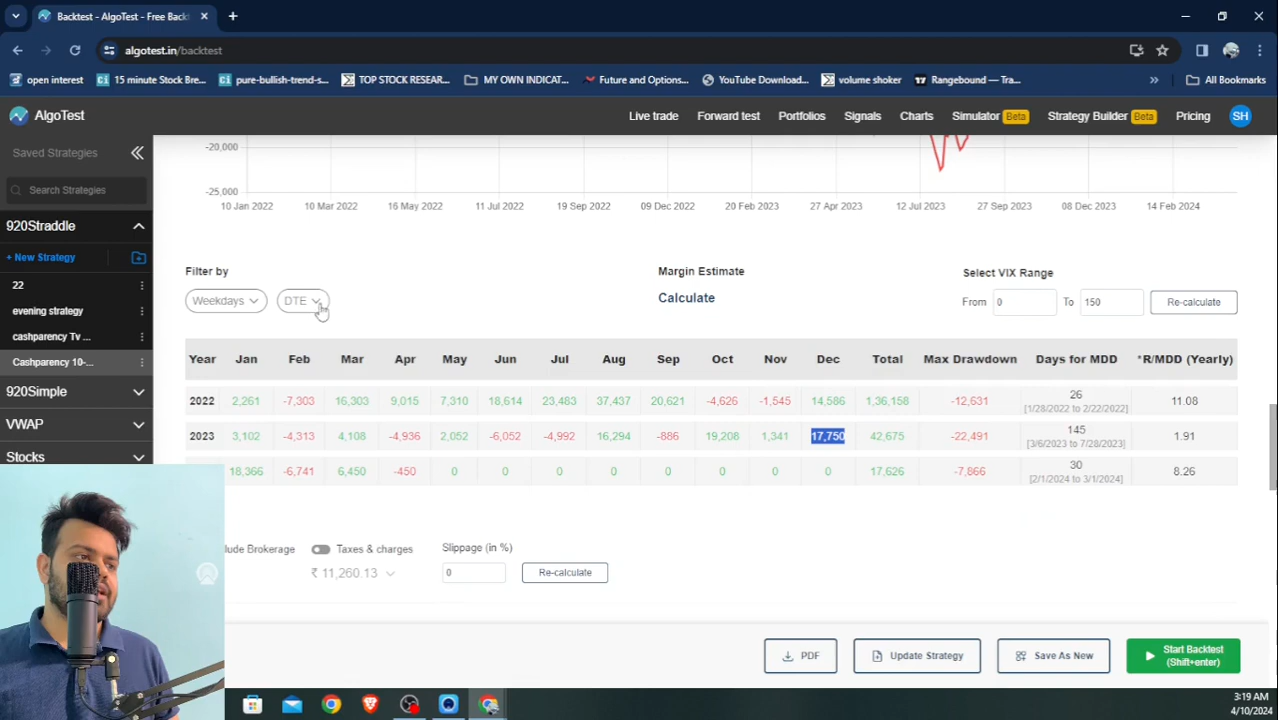 Backtest - AlgoTest - Free Back
algotest.in/backtest
open interest
15 minute Stock Bre...
pure-bullish-trend-s...
TOP STOCK RESEAR...
MY OWN INDICAT...
Future and Options...
YouTube Download...
volume shoker
Rangebound — Tra...
All Bookmarks
AlgoTest
Live trade
Forward test
Portfolios
Signals
Charts
Simulator Beta
Strategy Builder Beta
Pricing
SH
Saved Strategies
Search Strategies
920Straddle
+ New Strategy
22
evening strategy
cashparency Tv ...
Cashparency 10-...
920Simple
VWAP
Stocks
-20,000
-25,000
10 Jan 2022 10 Mar 2022 16 May 2022 11 Jul 2022 19 Sep 2022 09 Dec 2022 20 Feb 2023 27 Apr 2023 12 Jul 2023 27 Sep 2023 08 Dec 2023 14 Feb 2024
Filter by
Weekdays
DTE
Margin Estimate
Calculate
Select VIX Range
From 0 To 150 Re-calculate
Year Jan Feb Mar Apr May Jun Jul Aug Sep Oct Nov Dec Total Max Drawdown Days for MDD *R/MDD (Yearly)
2022 2,261 -7,303 16,303 9,015 7,310 18,614 23,483 37,437 20,621 -4,626 -1,545 14,586 1,36,158 -12,631 26 11.08
[1/28/2022 to 2/22/2022]
2023 3,102 -4,313 4,108 -4,936 2,052 -6,052 -4,992 16,294 -886 19,208 1,341 17,750 42,675 -22,491 145 1.91
[3/6/2023 to 7/28/2023]
18,366 -6,741 6,450 -450 0 0 0 0 0 0 0 0 17,626 -7,866 30 8.26
[2/1/2024 to 3/1/2024]
lude Brokerage
Taxes & charges
₹ 11,260.13
Slippage (in %)
0
Re-calculate
PDF
Update Strategy
Save As New
Start Backtest
(Shift+enter)
3:19 AM
4/10/2024